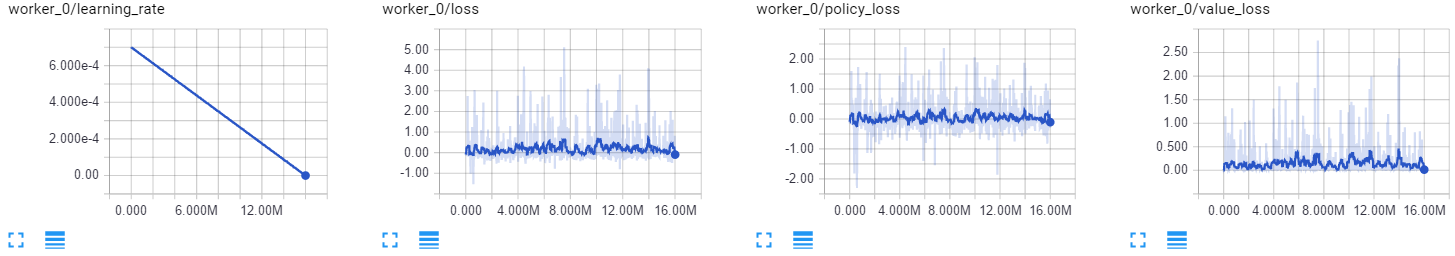 worker_0/learning_rate
6.000e-4
4.000e-4
2.000e-4
0.00
0.000 6.000M 12.00M
worker_0/loss
5.00
4.00
3.00
2.00
1.00
0.00
-1.00
0.000 4.000M 8.000M 12.00M 16.00M
worker_0/policy_loss
2.00
1.00
0.00
-1.00
-2.00
0.000 4.000M 8.000M 12.00M 16.00M
worker_0/value_loss
2.50
2.00
1.50
1.00
0.500
0.00
0.000 4.000M 8.000M 12.00M 16.00M